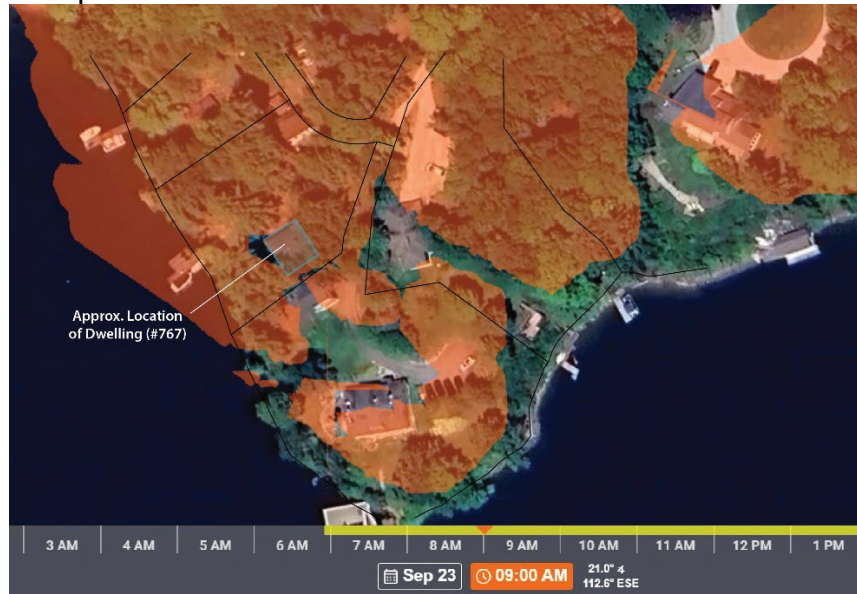 Approx. Location
of Dwelling (#767)
3 AM 4 AM 5 AM 6 AM 7 AM 8 AM 9 AM 10 AM 11 AM 12 PM 1 PM
Sep 23 09:00 AM 21.0° ∡
112.6° ESE